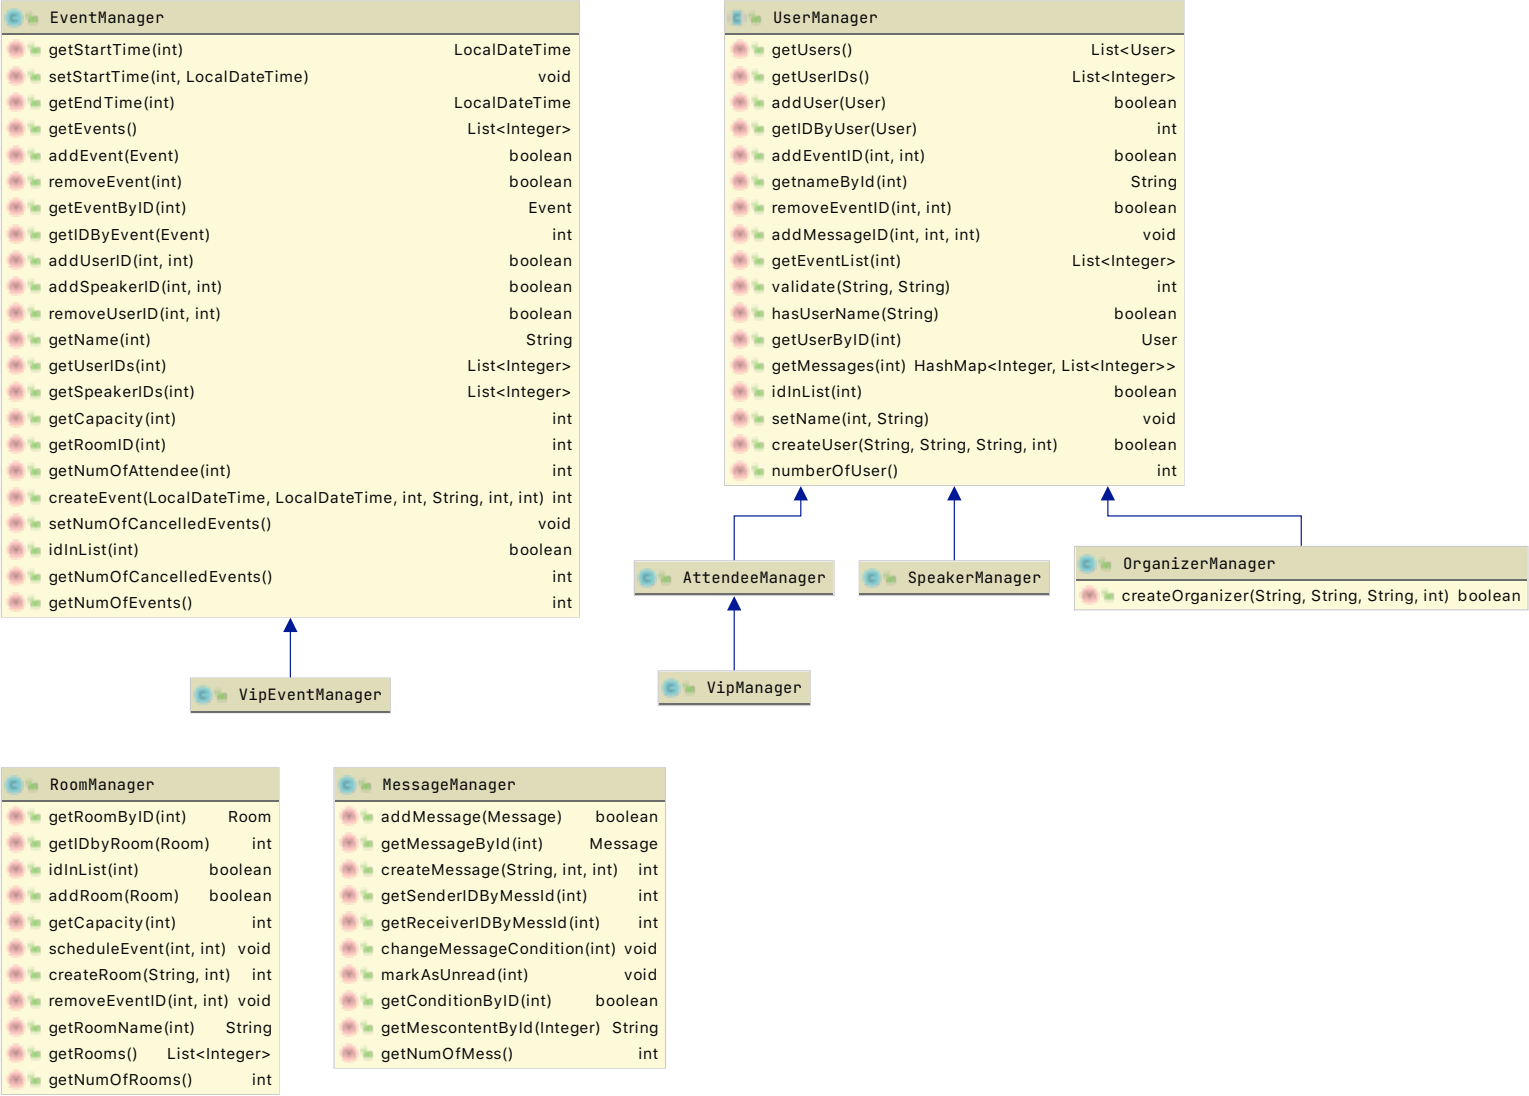 EventManager
getStartTime(int) LocalDateTime
setStartTime(int, LocalDateTime) void
getEndTime(int) LocalDateTime
getEvents() List<Integer>
addEvent(Event) boolean
removeEvent(int) boolean
getEventByID(int) Event
getIDByEvent(Event) int
addUserID(int, int) boolean
addSpeakerID(int, int) boolean
removeUserID(int, int) boolean
getName(int) String
getUserIDs(int) List<Integer>
getSpeakerIDs(int) List<Integer>
getCapacity(int) int
getRoomID(int) int
getNumOfAttendee(int) int
createEvent(LocalDateTime, LocalDateTime, int, String, int, int) int
setNumOfCancelledEvents() void
idInList(int) boolean
getNumOfCancelledEvents() int
getNumOfEvents() int
VipEventManager
UserManager
getUsers() List<User>
getUserIDs() List<Integer>
addUser(User) boolean
getIDByUser(User) int
addEventID(int, int) boolean
getnameById(int) String
removeEventID(int, int) boolean
addMessageID(int, int, int) void
getEventList(int) List<Integer>
validate(String, String) int
hasUserName(String) boolean
getUserByID(int) User
getMessages(int) HashMap<Integer, List<Integer>>
idInList(int) boolean
setName(int, String) void
createUser(String, String, String, int) boolean
numberOfUser() int
AttendeeManager
SpeakerManager
OrganizerManager
createOrganizer(String, String, String, int) boolean
VipManager
RoomManager
getRoomByID(int) Room
getIDbyRoom(Room) int
idInList(int) boolean
addRoom(Room) boolean
getCapacity(int) int
scheduleEvent(int, int) void
createRoom(String, int) int
removeEventID(int, int) void
getRoomName(int) String
getRooms() List<Integer>
getNumOfRooms() int
MessageManager
addMessage(Message) boolean
getMessageById(int) Message
createMessage(String, int, int) int
getSenderIDByMessId(int) int
getReceiverIDByMessId(int) int
changeMessageCondition(int) void
markAsUnread(int) void
getConditionByID(int) boolean
getMescontentById(Integer) String
getNumOfMess() int